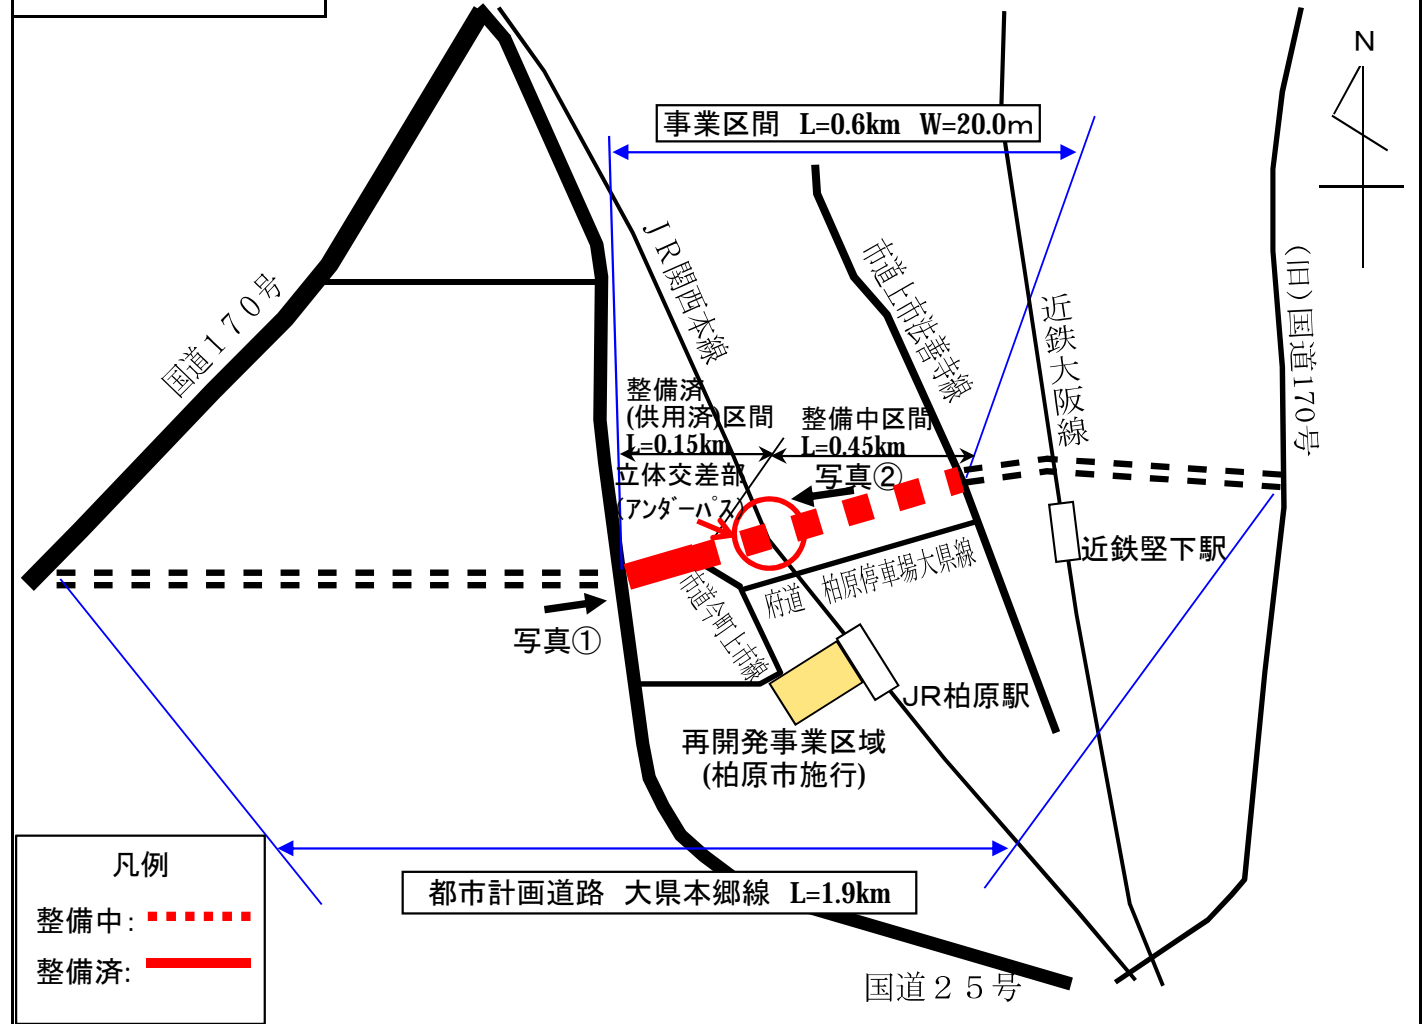 N
事業区間 L=0.6km W=20.0m
JR関西本線
市道上市法善寺線
近鉄大阪線
(旧)国道170号
国道170号
整備済
(供用済)区間
L=0.15km
整備中区間
L=0.45km
立体交差部
(アンダーパス)
写真②
近鉄堅下駅
府道 柏原停車場大県線
市道今町上市線
写真①
JR柏原駅
再開発事業区域
(柏原市施行)
都市計画道路 大県本郷線 L=1.9km
国道25号
凡例
整備中:
整備済: